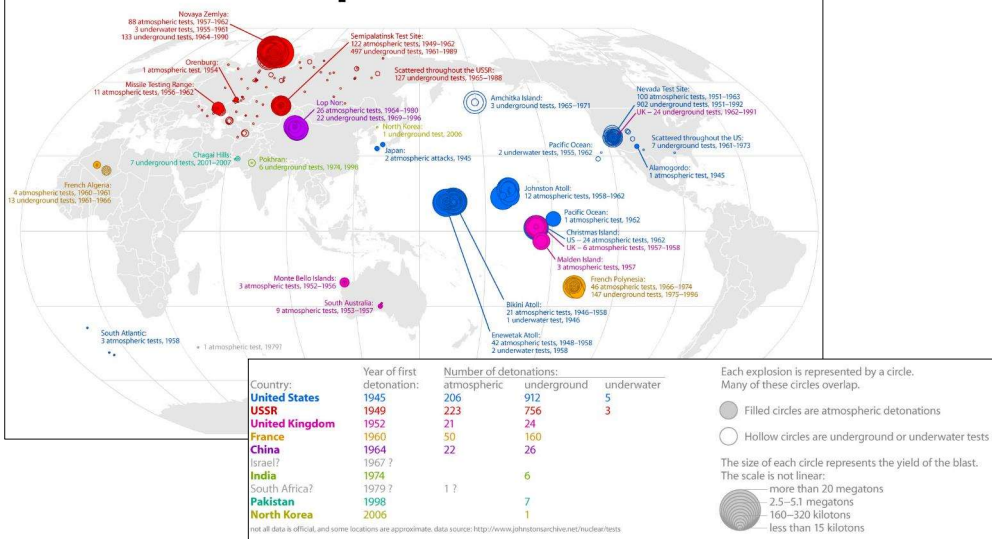 Novaya Zemlya:
88 atmospheric tests, 1957–1962
3 underwater tests, 1955–1961
133 underground tests, 1964–1990
Semipalatinsk Test Site:
122 atmospheric tests, 1949–1962
497 underground tests, 1961–1989
Orenburg:
1 atmospheric test, 1954
Scattered throughout the USSR:
127 underground tests, 1965–1988
Missile Testing Range:
11 atmospheric tests, 1956–1962
Lop Nor:
26 atmospheric tests, 1964–1980
22 underground tests, 1969–1996
Amchitka Island:
3 underground tests, 1965–1971
Nevada Test Site:
100 atmospheric tests, 1951–1963
902 underground tests, 1951–1992
UK – 24 underground tests, 1962–1991
North Korea:
1 underground test, 2006
Japan:
2 atmospheric attacks, 1945
Pacific Ocean:
2 underwater tests, 1955, 1962
Scattered throughout the US:
7 underground tests, 1961–1973
Alamogordo:
1 atmospheric test, 1945
Chagai Hills:
7 underground tests, 2001–2007
Pokhran:
6 underground tests, 1974, 1998
French Algeria:
4 atmospheric tests, 1960–1961
13 underground tests, 1961–1966
Johnston Atoll:
12 atmospheric tests, 1958–1962
Pacific Ocean:
1 atmospheric test, 1962
Christmas Island:
US – 24 atmospheric tests, 1962
UK – 6 atmospheric tests, 1957–1958
Malden Island:
3 atmospheric tests, 1957
French Polynesia:
46 atmospheric tests, 1966–1974
147 underground tests, 1975–1996
Monte Bello Islands:
3 atmospheric tests, 1952–1956
South Australia:
9 atmospheric tests, 1953–1957
Bikini Atoll:
21 atmospheric tests, 1946–1958
1 underwater test, 1946
Enewetak Atoll:
42 atmospheric tests, 1948–1958
2 underwater tests, 1958
South Atlantic:
3 atmospheric tests, 1958
1 atmospheric test, 1979?
Year of first Number of detonations:
Country: detonation: atmospheric underground underwater
United States 1945 206 912 5
USSR 1949 223 756 3
United Kingdom 1952 21 24
France 1960 50 160
China 1964 22 26
Israel? 1967 ?
India 1974 6
South Africa? 1979 ? 1 ?
Pakistan 1998 7
North Korea 2006 1
not all data is official, and some locations are approximate. data source: http://www.johnstonsarchive.net/nuclear/tests
Each explosion is represented by a circle.
Many of these circles overlap.
Filled circles are atmospheric detonations
Hollow circles are underground or underwater tests
The size of each circle represents the yield of the blast.
The scale is not linear:
more than 20 megatons
2.5–5.1 megatons
160–320 kilotons
less than 15 kilotons